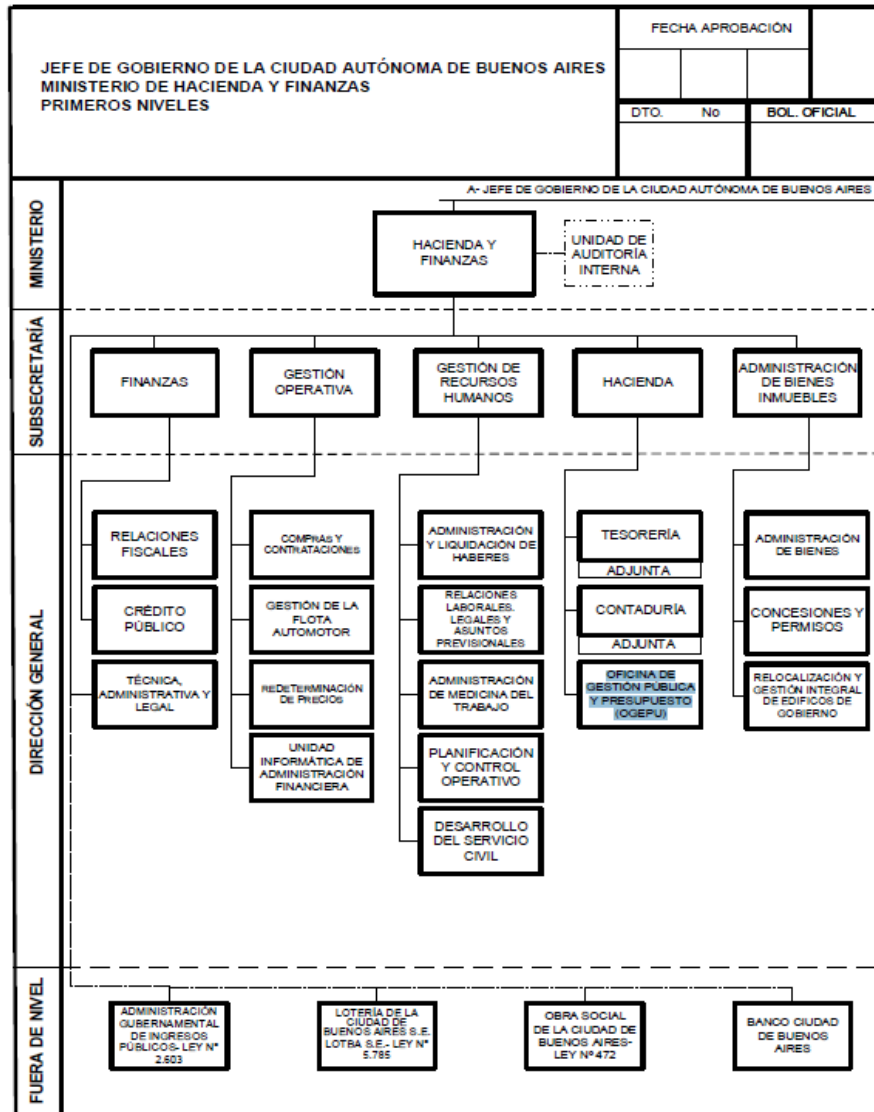 JEFE DE GOBIERNO DE LA CIUDAD AUTÓNOMA DE BUENOS AIRES
MINISTERIO DE HACIENDA Y FINANZAS
PRIMEROS NIVELES
FECHA APROBACIÓN
DTO. No
BOL. OFICIAL
MINISTERIO
A- JEFE DE GOBIERNO DE LA CIUDAD AUTÓNOMA DE BUENOS AIRES
HACIENDA Y
FINANZAS
UNIDAD DE
AUDITORÍA
INTERNA
SUBSECRETARÍA
FINANZAS
GESTIÓN
OPERATIVA
GESTIÓN DE
RECURSOS
HUMANOS
HACIENDA
ADMINISTRACIÓN
DE BIENES
INMUEBLES
DIRECCIÓN GENERAL
RELACIONES
FISCALES
CRÉDITO
PÚBLICO
TÉCNICA,
ADMINISTRATIVA Y
LEGAL
COMPRAS Y
CONTRATACIONES
GESTIÓN DE LA
FLOTA
AUTOMOTOR
REDETERMINACIÓN
DE PRECIOS
UNIDAD
INFORMÁTICA DE
ADMINISTRACIÓN
FINANCIERA
ADMINISTRACIÓN
Y LIQUIDACIÓN DE
HABERES
RELACIONES
LABORALES.
LEGALES Y
ASUNTOS
PREVISIONALES
ADMINISTRACIÓN
DE MEDICINA DEL
TRABAJO
PLANIFICACIÓN
Y CONTROL
OPERATIVO
DESARROLLO
DEL SERVICIO
CIVIL
TESORERÍA
ADJUNTA
CONTADURÍA
ADJUNTA
OFICINA DE
GESTIÓN PÚBLICA
Y PRESUPUESTO
(OGEPU)
ADMINISTRACIÓN
DE BIENES
CONCESIONES Y
PERMISOS
RELOCALIZACIÓN Y
GESTIÓN INTEGRAL
DE EDIFICOS DE
GOBIERNO
FUERA DE NIVEL
ADMINISTRACIÓN
GUBERNAMENTAL
DE INGRESOS
PÚBLICOS- LEY N°
2.603
LOTERÍA DE LA
CIUDAD DE
BUENOS AIRES S.E.
LOTBA S.E.- LEY N°
5.785
OBRA SOCIAL
DE LA CIUDAD DE
BUENOS AIRES-
LEY Nº 472
BANCO CIUDAD
DE BUENOS
AIRES